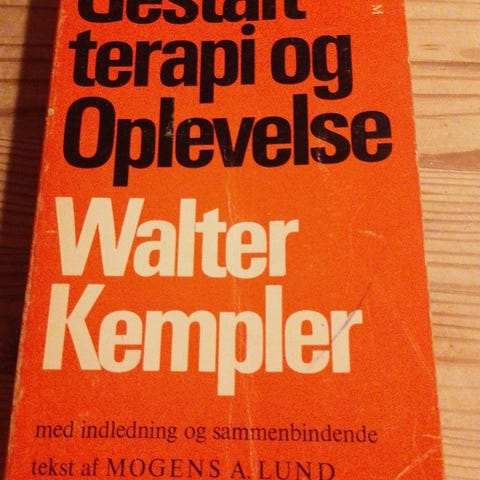 Gestalt
terapi og
Oplevelse
Walter
Kempler
med indledning og sammenbindende
tekst af MOGENS A. LUND
M